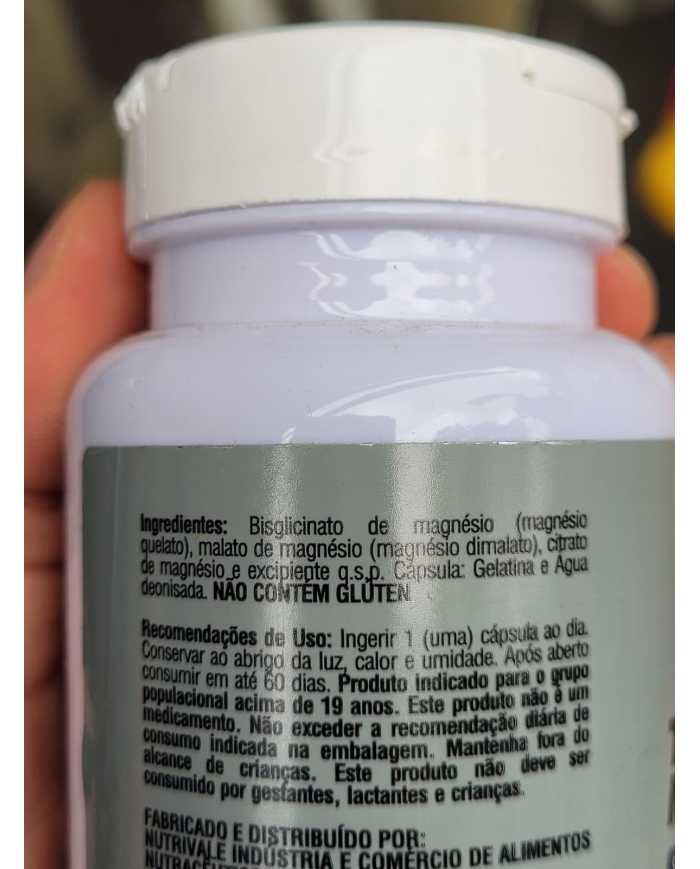 Ingredientes: Bisglicinato de magnésio (magnésio
quelato), malato de magnésio (magnésio dimalato), citrato
de magnésio e excipiente q.s.p. Cápsula: Gelatina e Água
deonisada. NÃO CONTÉM GLÚTEN
Recomendações de Uso: Ingerir 1 (uma) cápsula ao dia.
Conservar ao abrigo da luz, calor e umidade. Após aberto
consumir em até 60 dias. Produto indicado para o grupo
populacional acima de 19 anos. Este produto não é um
medicamento. Não exceder a recomendação diária de
consumo indicada na embalagem. Mantenha fora do
alcance de crianças. Este produto não deve ser
consumido por gestantes, lactantes e crianças.
FABRICADO E DISTRIBUÍDO POR:
NUTRIVALE INDÚSTRIA E COMÉRCIO DE ALIMENTOS